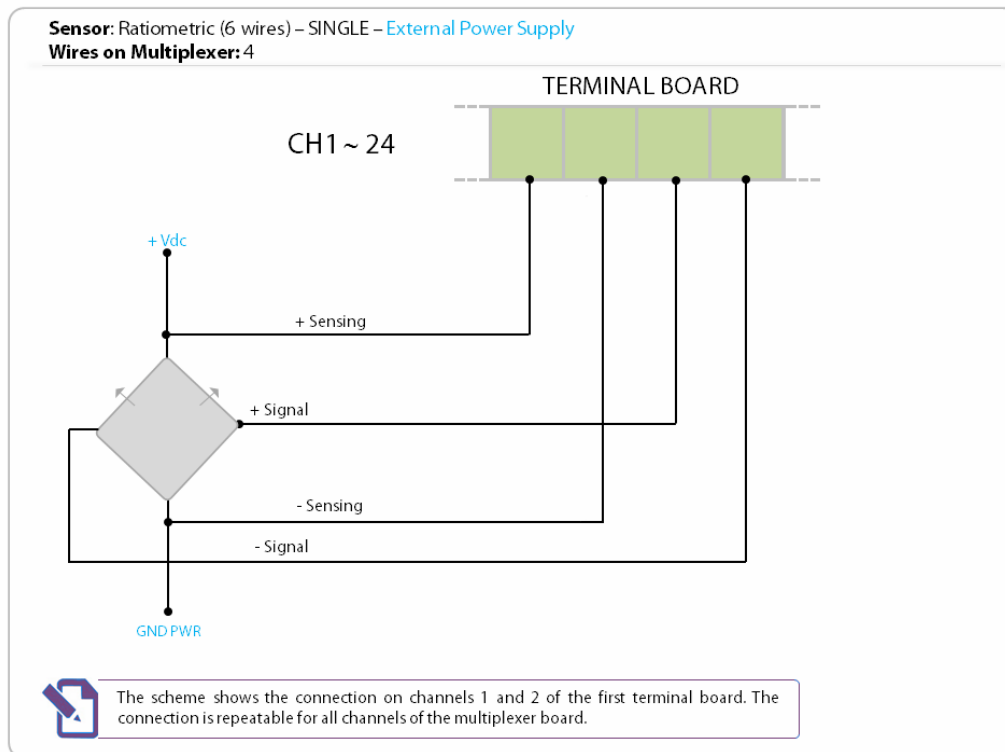 Sensor: Ratiometric (6 wires) – SINGLE – External Power Supply
Wires on Multiplexer: 4
TERMINAL BOARD
CH1 ~ 24
+ Vdc
+ Sensing
+ Signal
- Sensing
- Signal
GND PWR
The scheme shows the connection on channels 1 and 2 of the first terminal board. The
connection is repeatable for all channels of the multiplexer board.